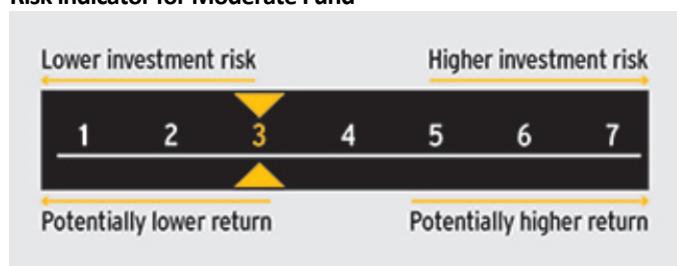 Risk indicator for Moderate Fund
Lower investment risk Higher investment risk
1 2 3 4 5 6 7
Potentially lower return Potentially higher return